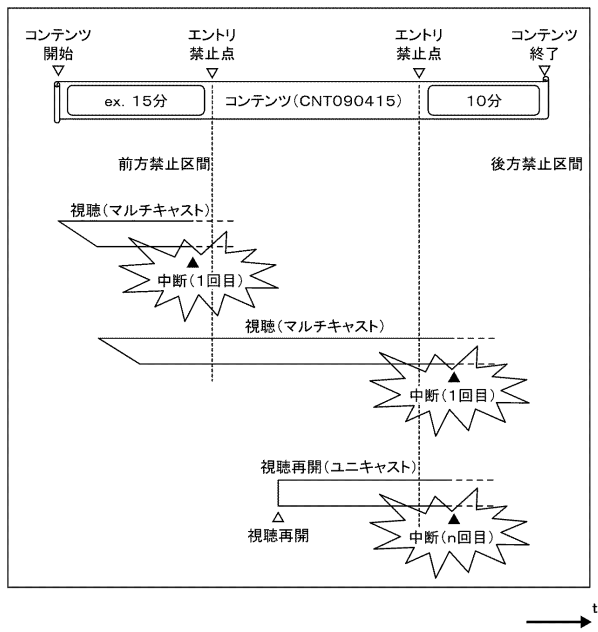 コンテンツ
開始
エントリ
禁止点
エントリ
禁止点
コンテンツ
終了
ex. 15分
コンテンツ(CNT090415)
10分
前方禁止区間
後方禁止区間
視聴(マルチキャスト)
中断(1回目)
視聴(マルチキャスト)
中断(1回目)
視聴再開(ユニキャスト)
視聴再開
中断(n回目)
t